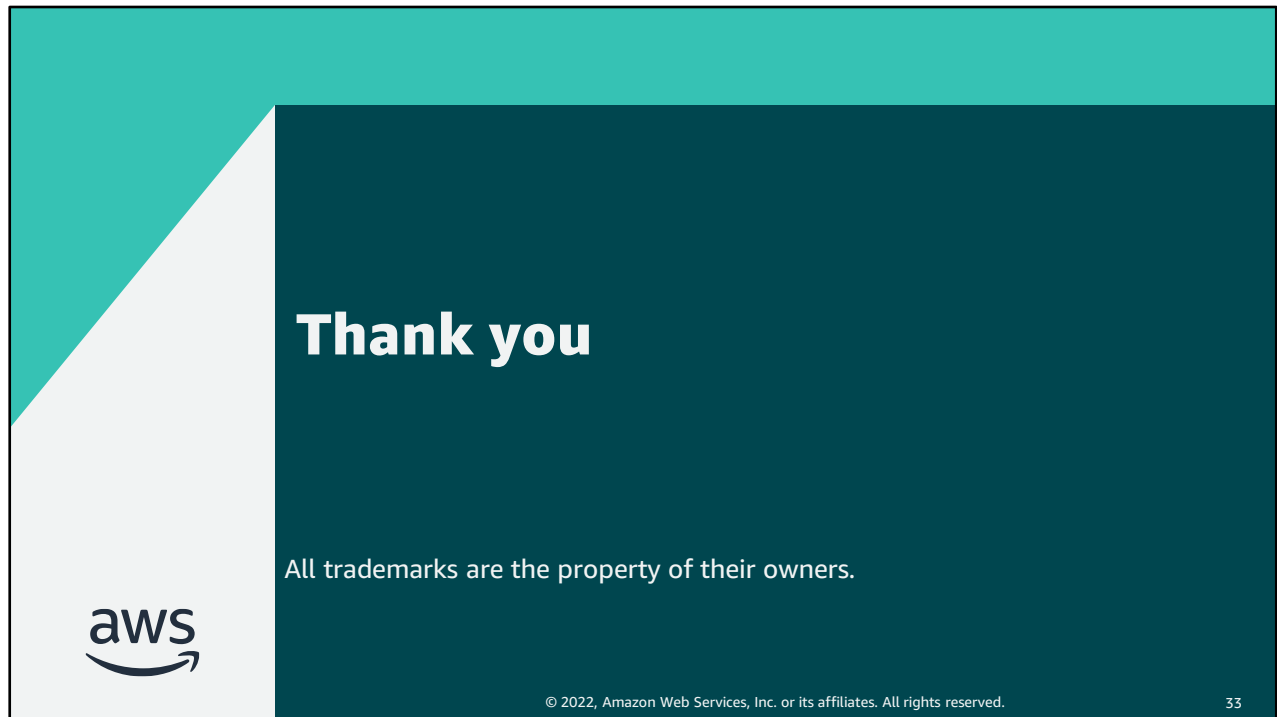 Thank you
All trademarks are the property of their owners.
aws
© 2022, Amazon Web Services, Inc. or its affiliates. All rights reserved.
33